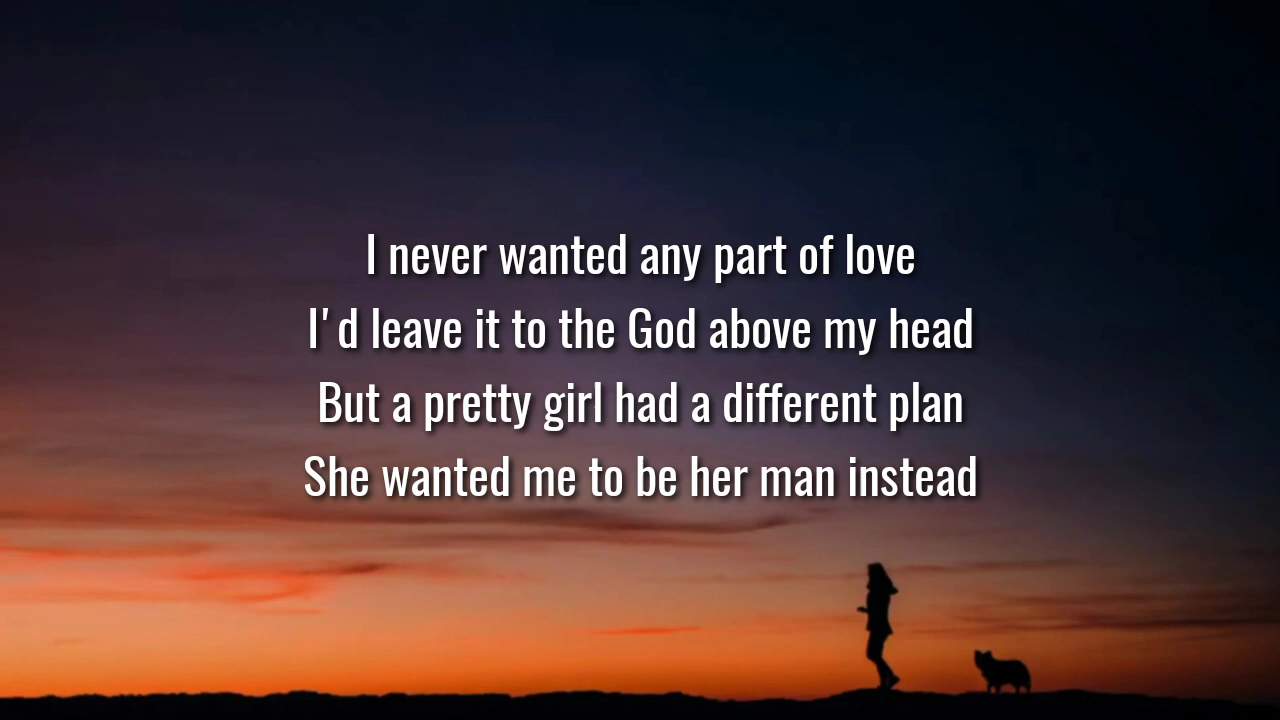 I never wanted any part of love
I'd leave it to the God above my head
But a pretty girl had a different plan
She wanted me to be her man instead